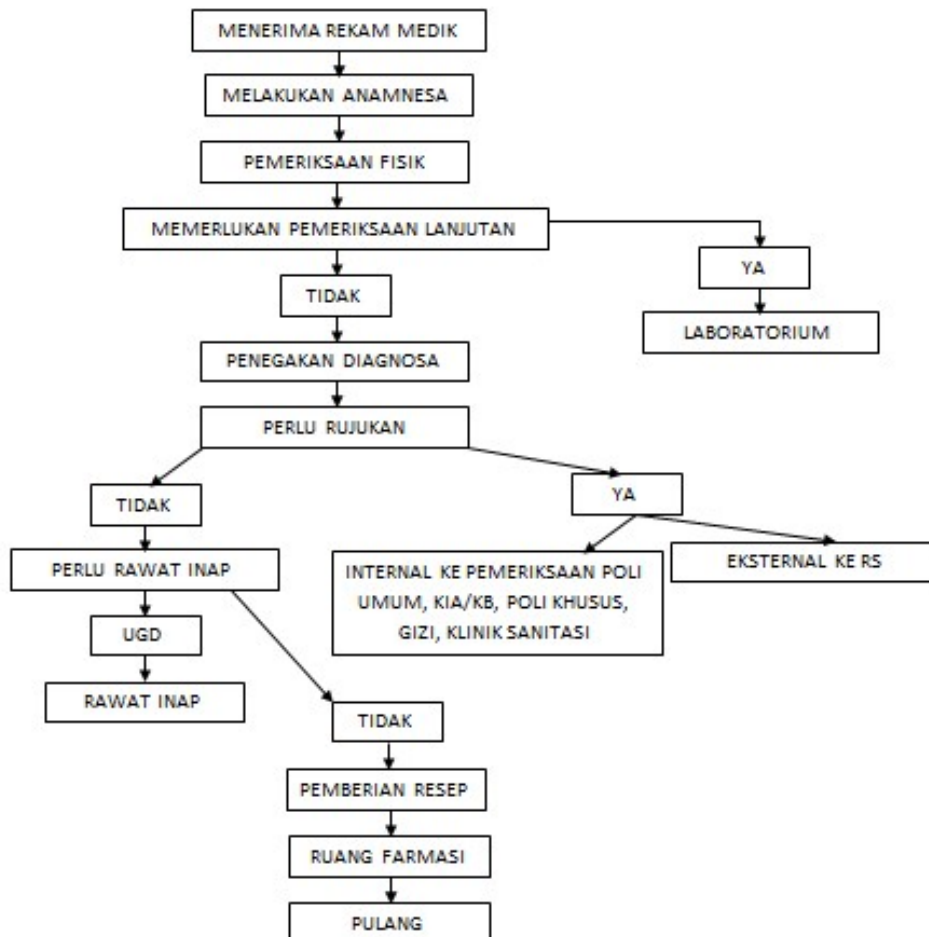 MENERIMA REKAM MEDIK
MELAKUKAN ANAMNESA
PEMERIKSAAN FISIK
MEMERLUKAN PEMERIKSAAN LANJUTAN
YA
TIDAK
LABORATORIUM
PENEGAKAN DIAGNOSA
PERLU RUJUKAN
TIDAK
YA
PERLU RAWAT INAP
INTERNAL KE PEMERIKSAAN POLI
UMUM, KIA/KB, POLI KHUSUS,
GIZI, KLINIK SANITASI
EKSTERNAL KE RS
UGD
RAWAT INAP
TIDAK
PEMBERIAN RESEP
RUANG FARMASI
PULANG